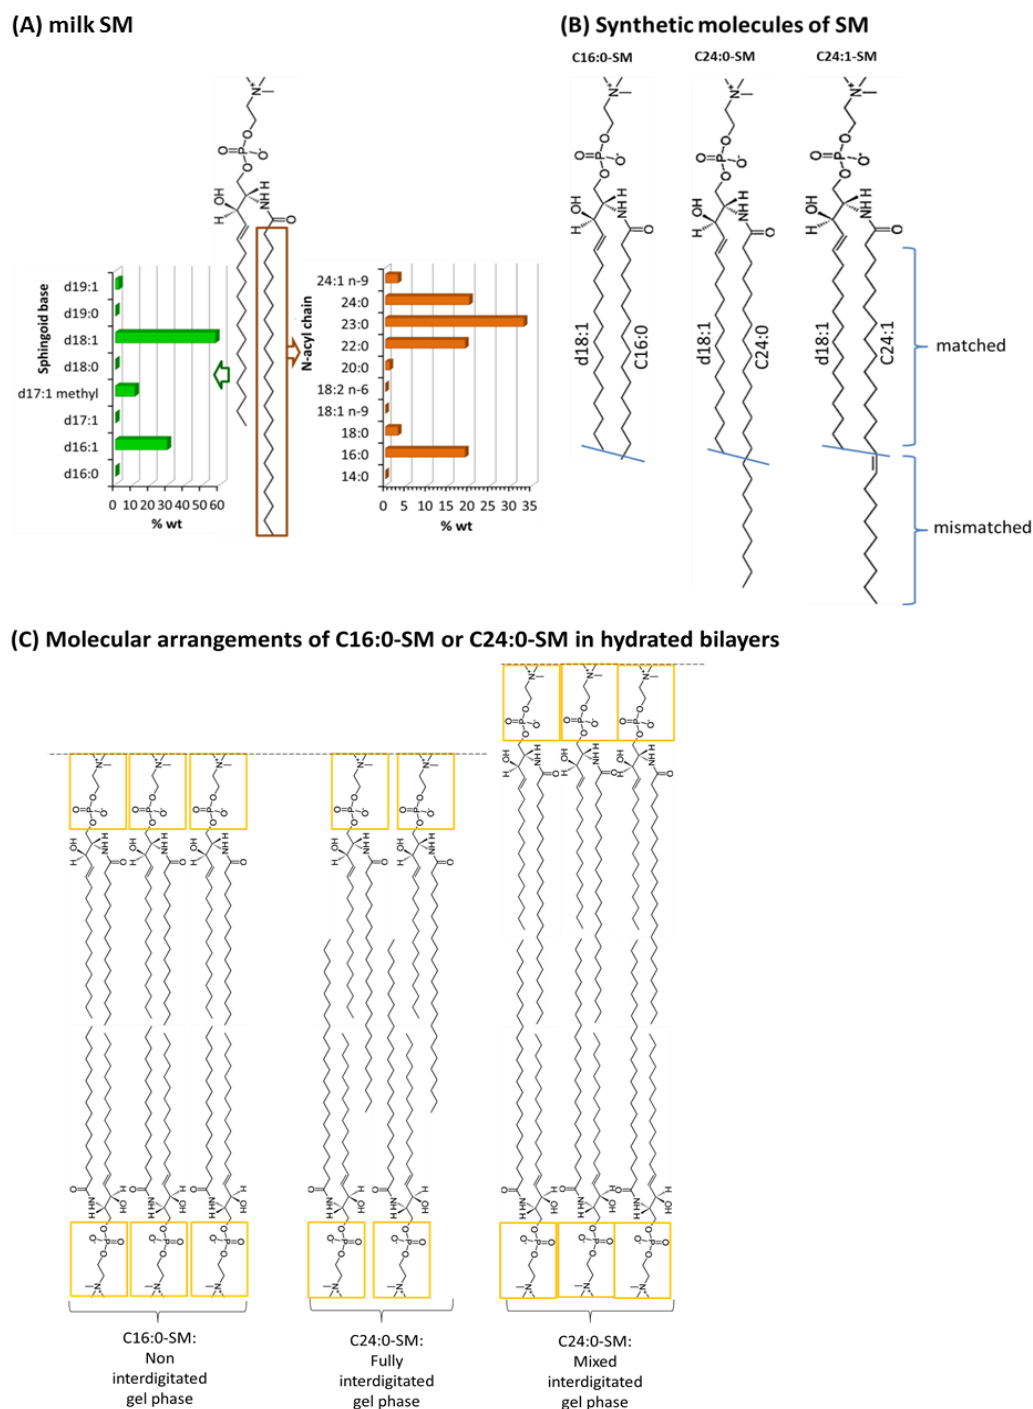 (A) milk SM
(B) Synthetic molecules of SM
C16:0-SM
C24:0-SM
C24:1-SM
Sphingoid base
d19:1
d19:0
d18:1
d18:0
d17:1 methyl
d17:1
d16:1
d16:0
0 10 20 30 40 50 60
% wt
N-acyl chain
24:1 n-9
24:0
23:0
22:0
20:0
18:2 n-6
18:1 n-9
18:0
16:0
14:0
0 5 10 15 20 25 30 35
% wt
d18:1
C16:0
d18:1
C24:0
d18:1
C24:1
matched
mismatched
(C) Molecular arrangements of C16:0-SM or C24:0-SM in hydrated bilayers
C16:0-SM:
Non
interdigitated
gel phase
C24:0-SM:
Fully
interdigitated
gel phase
C24:0-SM:
Mixed
interdigitated
gel phase